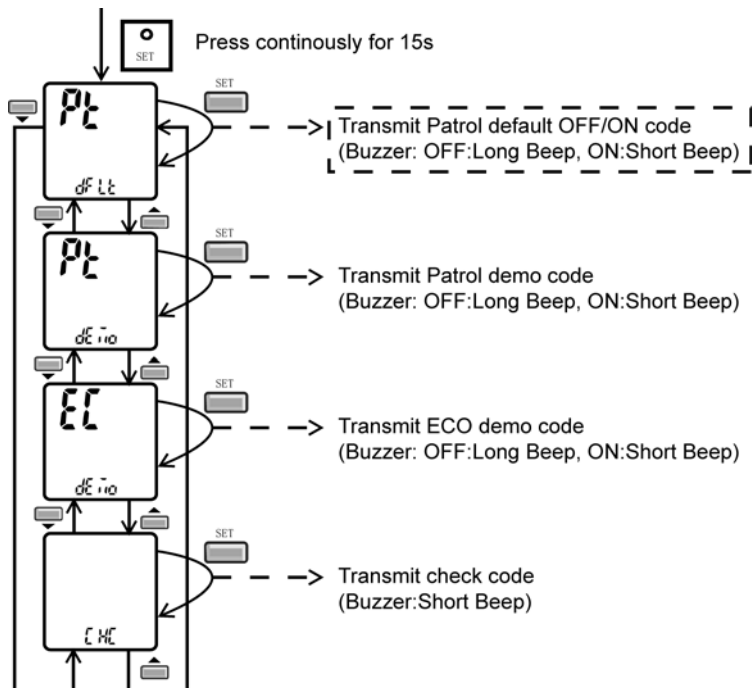 SET
Press continously for 15s
SET
Pt
Transmit Patrol default OFF/ON code
(Buzzer: OFF:Long Beep, ON:Short Beep)
dFLt
SET
Pt
Transmit Patrol demo code
(Buzzer: OFF:Long Beep, ON:Short Beep)
dEmo
SET
EC
Transmit ECO demo code
(Buzzer: OFF:Long Beep, ON:Short Beep)
dEmo
SET
Transmit check code
(Buzzer:Short Beep)
CHC